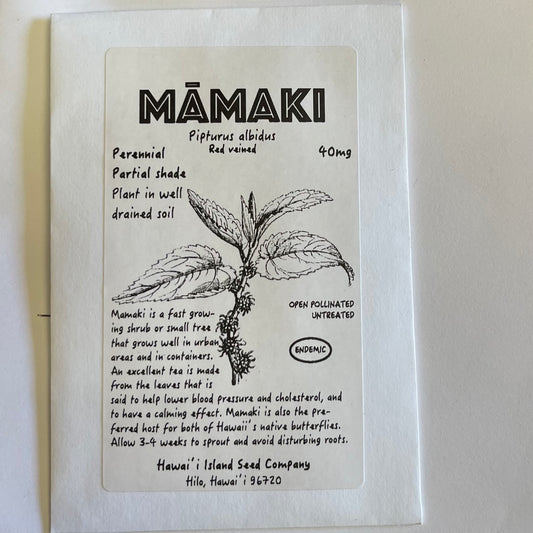 MĀMAKI
Pipturus albidus
Red veined
Perennial
40mg
Partial shade
Plant in well
drained soil
OPEN POLLINATED
UNTREATED
ENDEMIC
Mamaki is a fast grow-
ing shrub or small tree
that grows well in urban
areas and in containers.
An excellent tea is made
from the leaves that is
said to help lower blood pressure and cholesterol, and
to have a calming effect. Mamaki is also the pre-
ferred host for both of Hawaii's native butterflies.
Allow 3-4 weeks to sprout and avoid disturbing roots.
Hawai'i Island Seed Company
Hilo, Hawai'i 96720